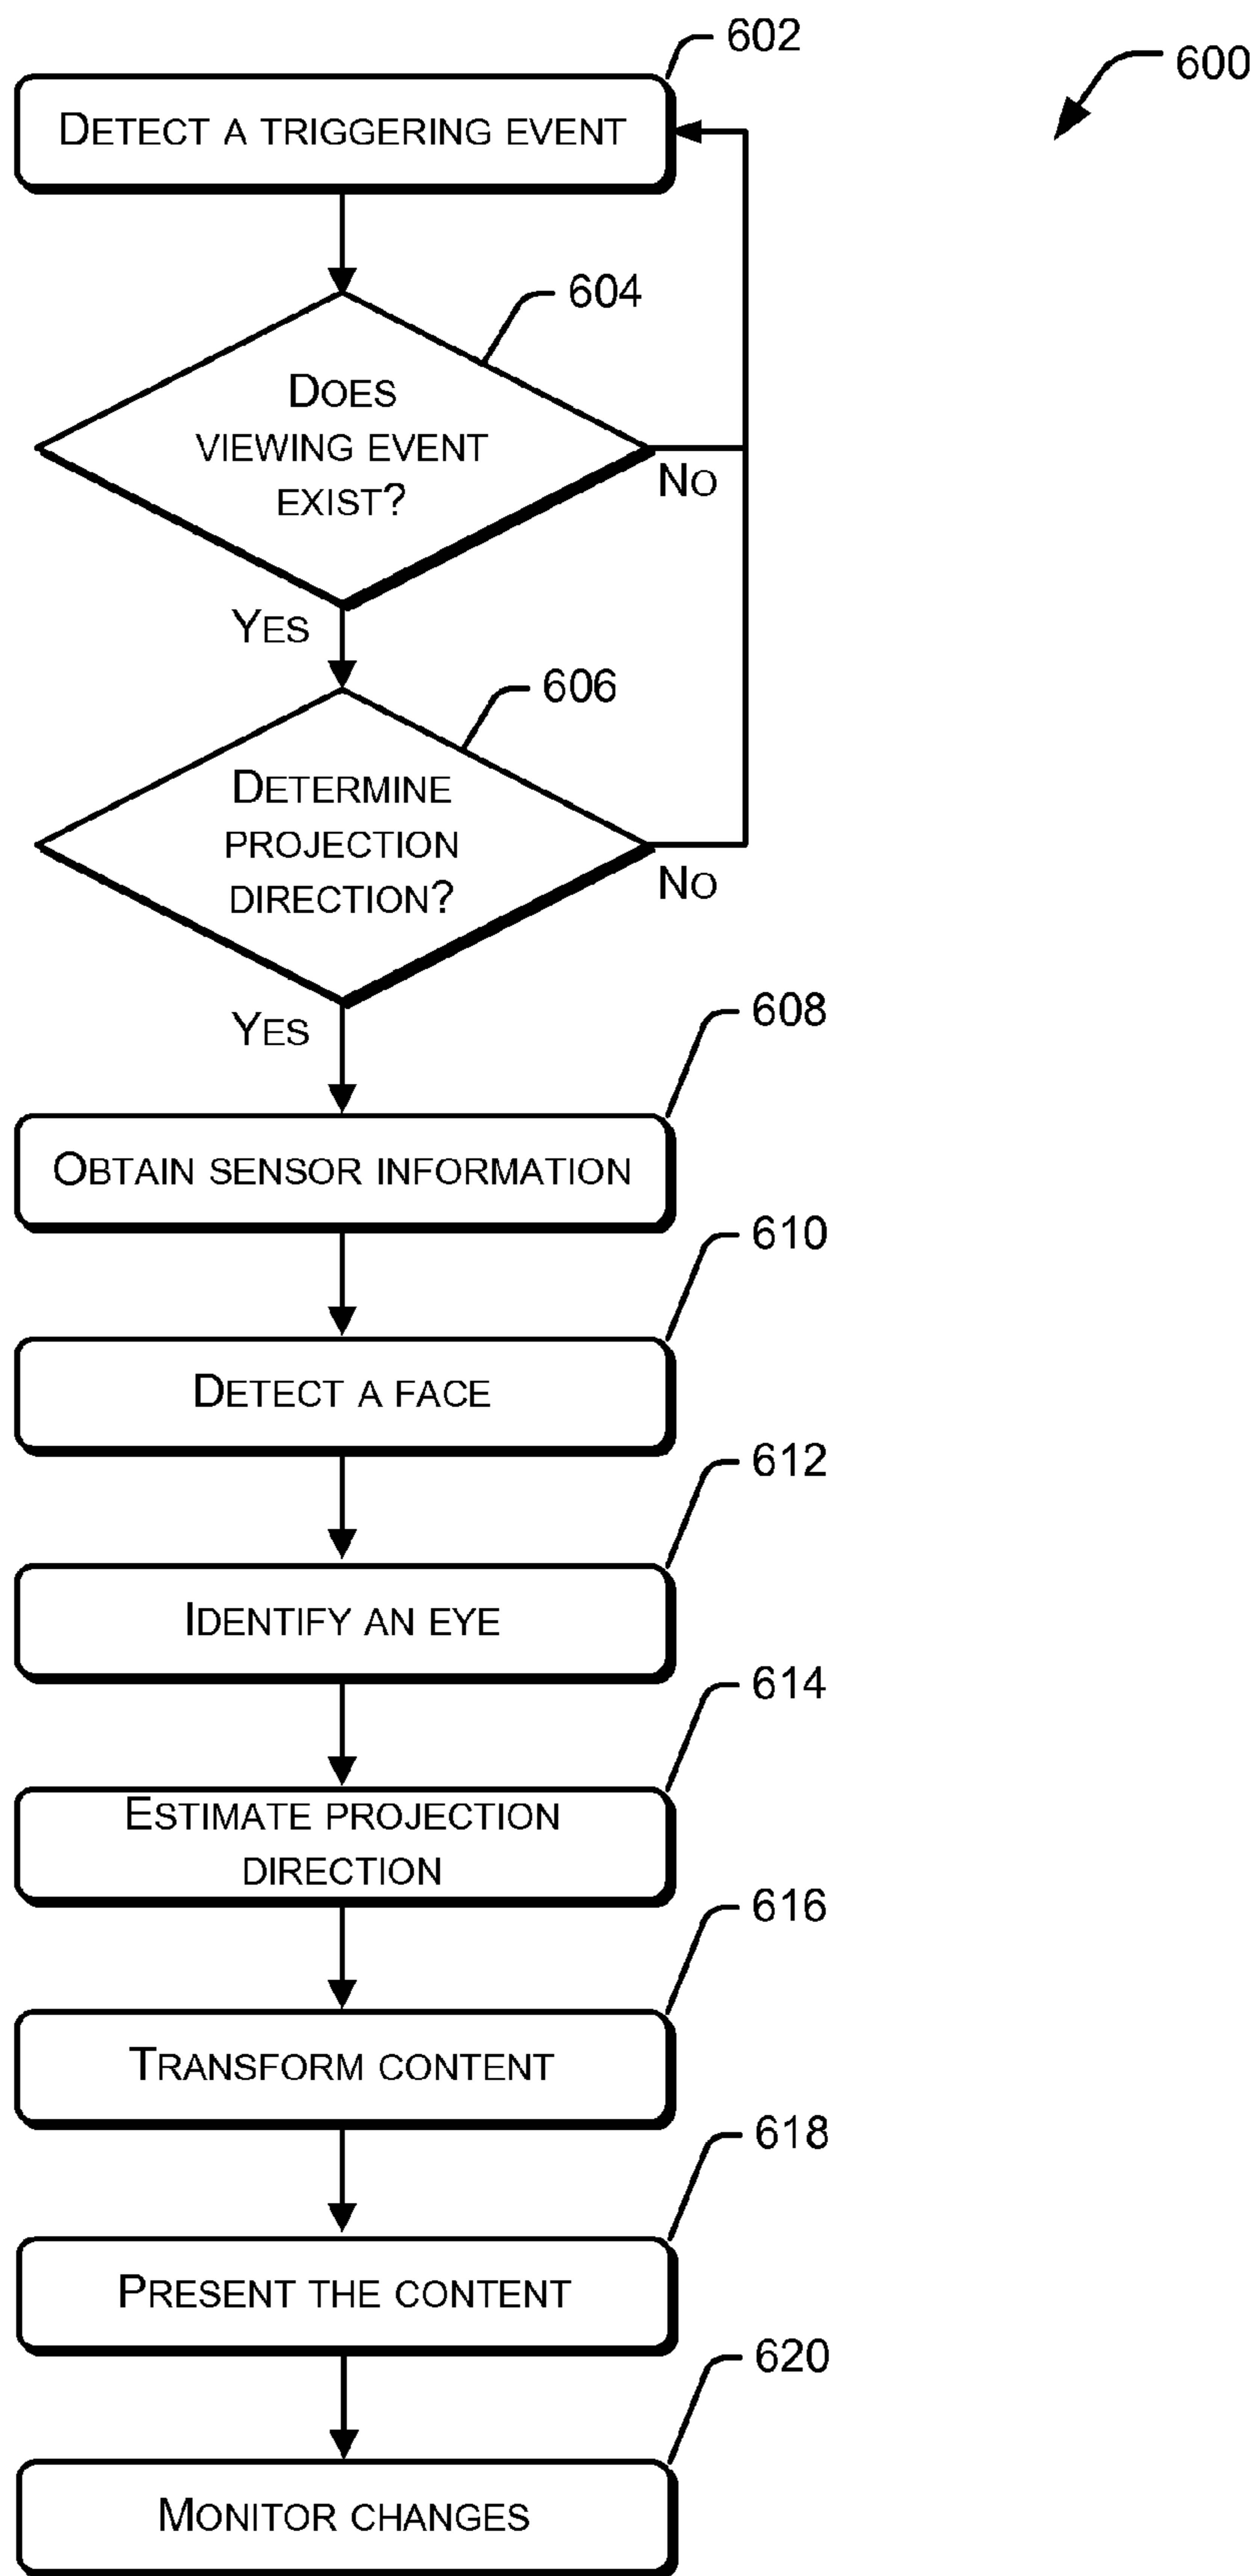 602
600
DETECT A TRIGGERING EVENT
604
DOES
VIEWING EVENT
EXIST?
NO
YES
606
DETERMINE
PROJECTION
DIRECTION?
NO
YES
608
OBTAIN SENSOR INFORMATION
610
DETECT A FACE
612
IDENTIFY AN EYE
614
ESTIMATE PROJECTION
DIRECTION
616
TRANSFORM CONTENT
618
PRESENT THE CONTENT
620
MONITOR CHANGES